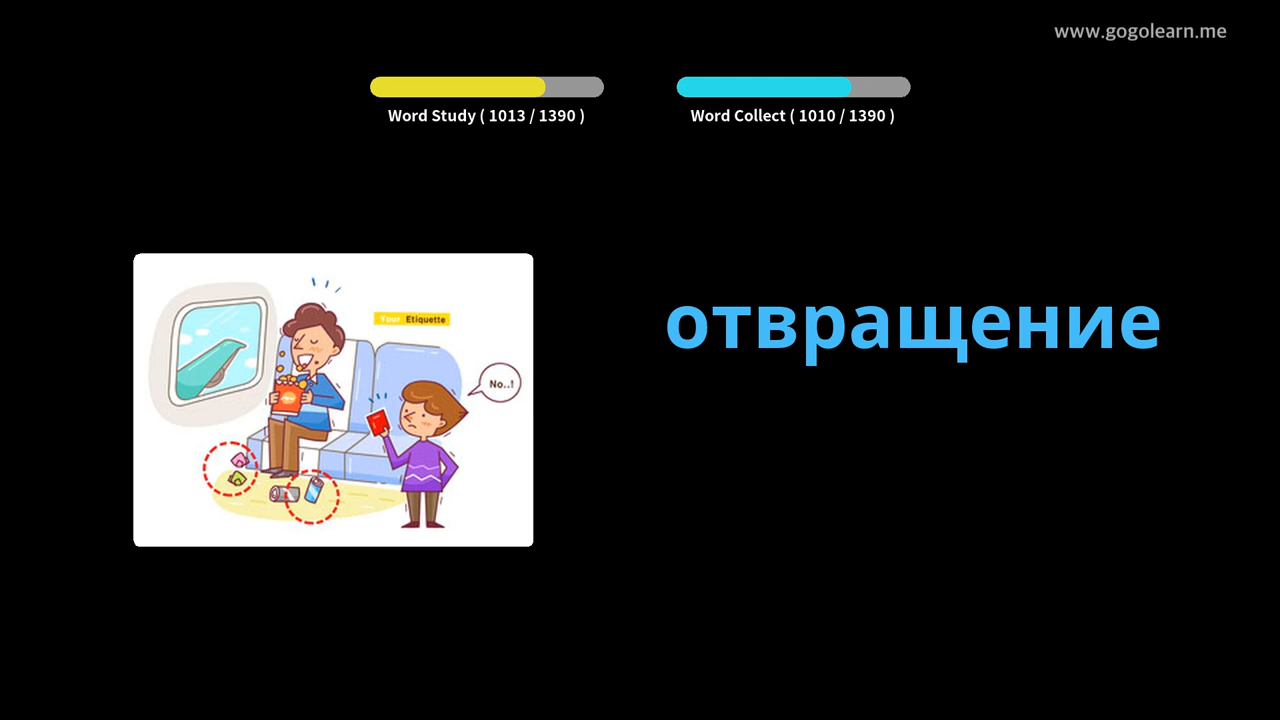 www.gogolearn.me
Word Study ( 1013 / 1390 )
Word Collect ( 1010 / 1390 )
Your Etiquette
No..!
отвращение